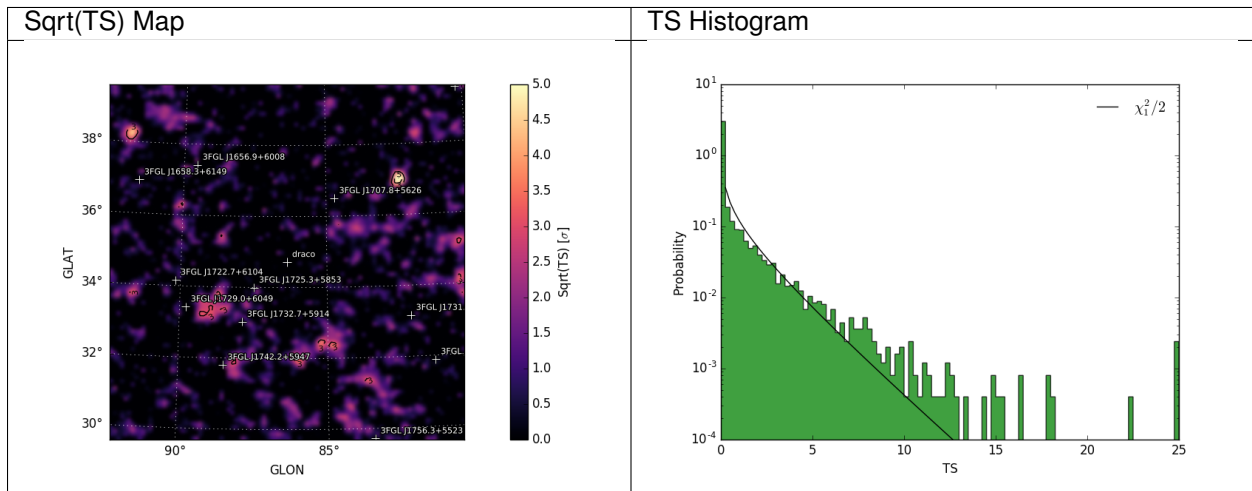 Sqrt(TS) Map
TS Histogram
38°
36°
34°
32°
30°
90°
85°
GLAT
GLON
3FGL J1656.9+6008
3FGL J1658.3+6149
3FGL J1707.8+5626
draco
3FGL J1722.7+6104
3FGL J1725.3+5853
3FGL J1729.0+6049
3FGL J1731.
3FGL J1732.7+5914
3FGL J1742.2+5947
3FGL
3FGL J1756.3+5523
5.0
4.5
4.0
3.5
3.0
2.5
2.0
1.5
1.0
0.5
0.0
Sqrt(TS) [σ]
10¹
10⁰
10⁻¹
10⁻²
10⁻³
10⁻⁴
Probability
χ₁²/2
0 5 10 15 20 25
TS